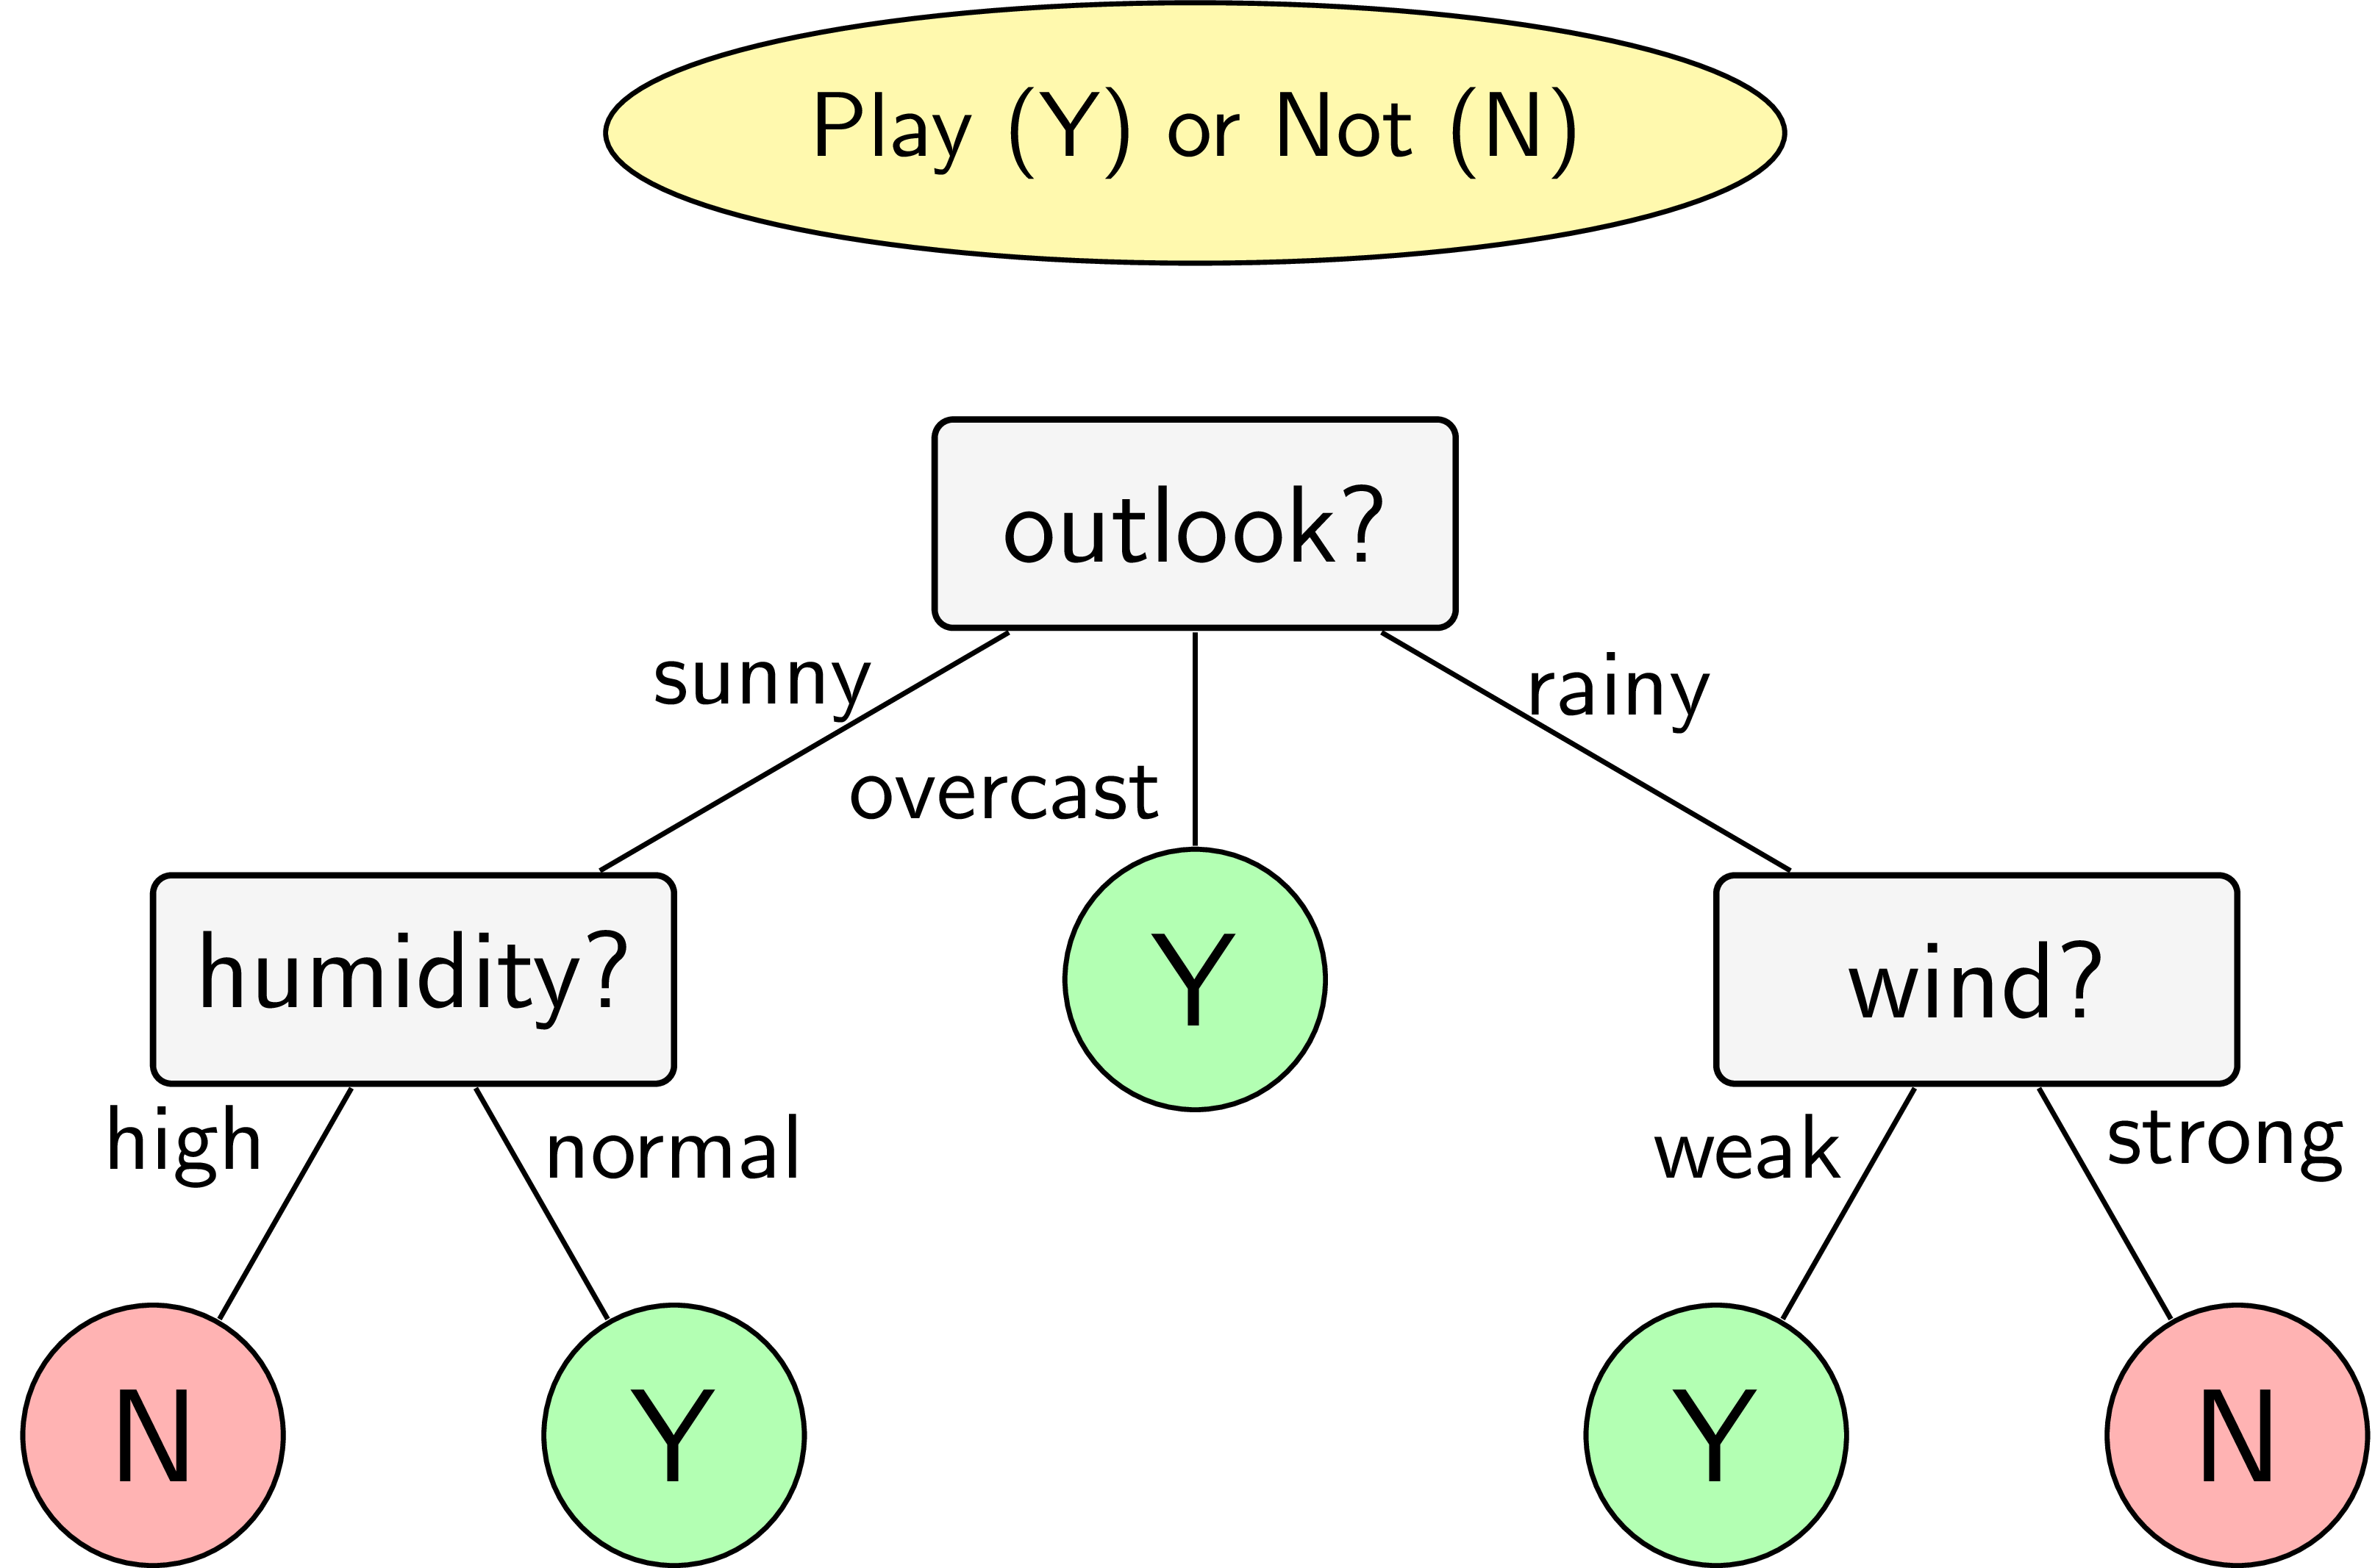 Play (Y) or Not (N)
outlook?
sunny
rainy
overcast
humidity?
Y
wind?
high
normal
weak
strong
N
Y
Y
N